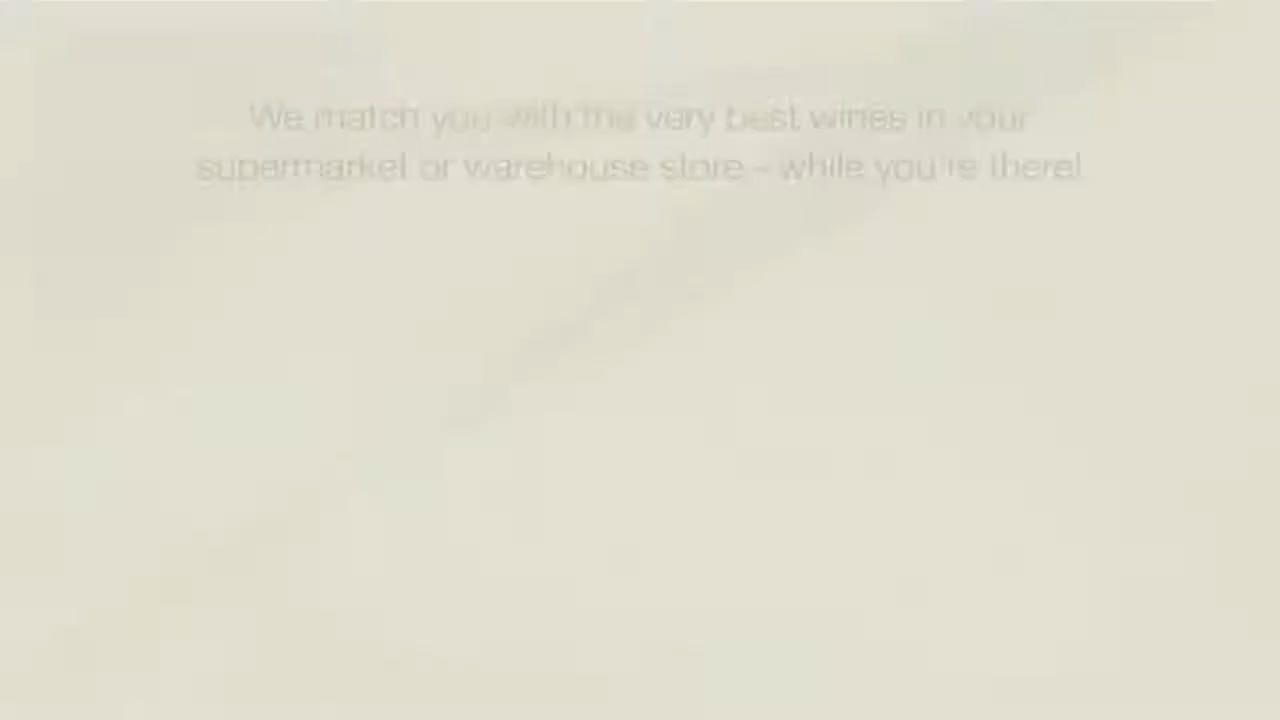 We match you with the very best wines in your
supermarket or warehouse store - while you're there!